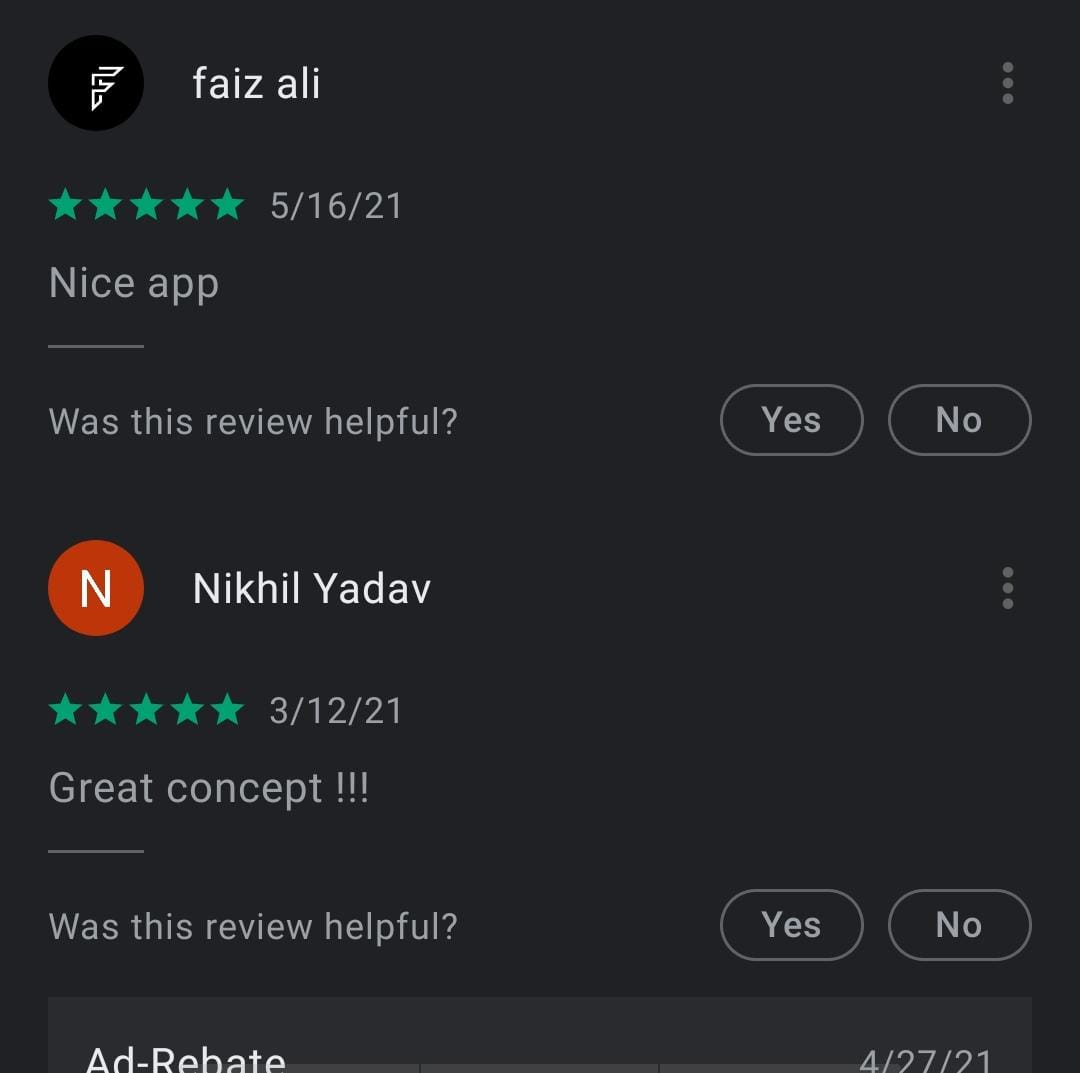 faiz ali
5/16/21
Nice app
Was this review helpful?
Yes
No
N
Nikhil Yadav
3/12/21
Great concept !!!
Was this review helpful?
Yes
No
Ad-Rebate
4/27/21